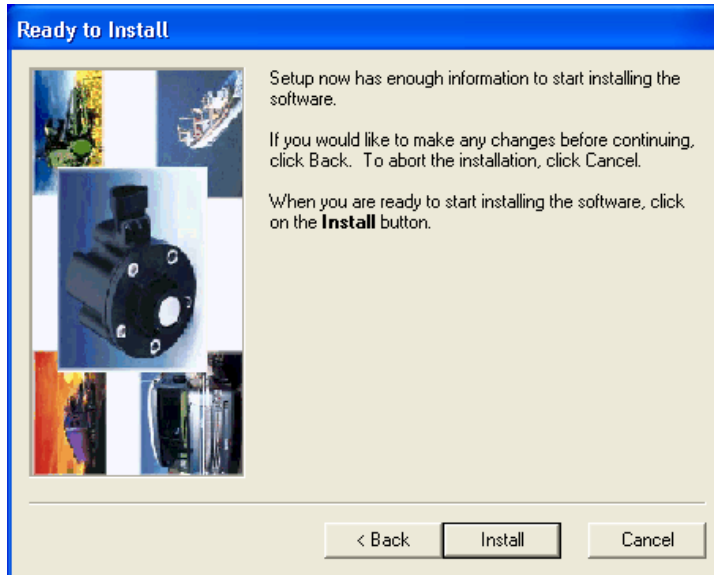 Ready to Install
Setup now has enough information to start installing the
software.
If you would like to make any changes before continuing,
click Back.  To abort the installation, click Cancel.
When you are ready to start installing the software, click
on the Install button.
< Back
Install
Cancel